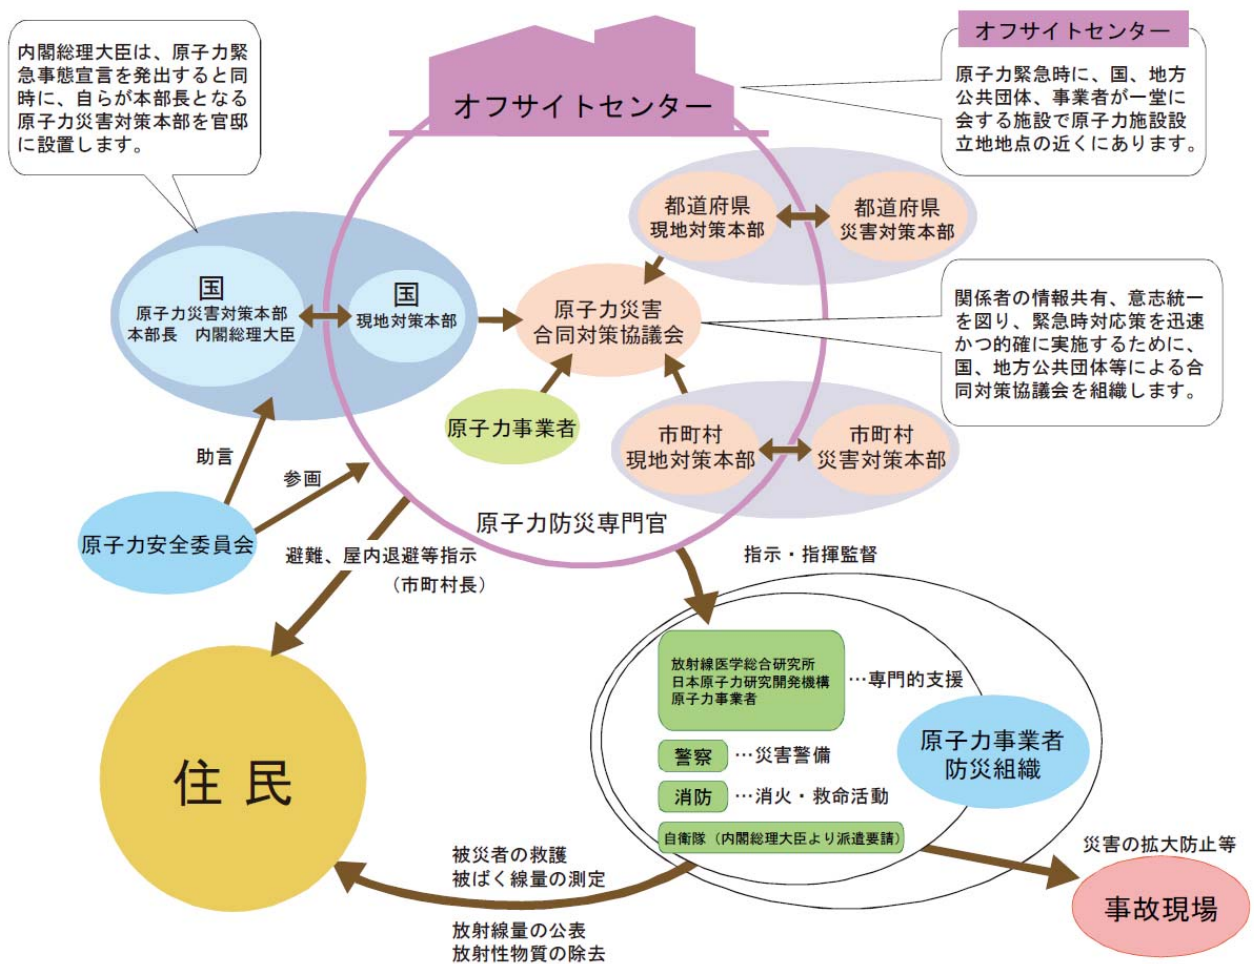 内閣総理大臣は、原子力緊
急事態宣言を発出すると同
時に、自らが本部長となる
原子力災害対策本部を官邸
に設置します。
オフサイトセンター
オフサイトセンター
原子力緊急時に、国、地方
公共団体、事業者が一堂に
会する施設で原子力施設設
立地地点の近くにあります。
都道府県
現地対策本部
都道府県
災害対策本部
国
原子力災害対策本部
本部長　内閣総理大臣
国
現地対策本部
原子力災害
合同対策協議会
関係者の情報共有、意志統一
を図り、緊急時対応策を迅速
かつ的確に実施するために、
国、地方公共団体等による合
同対策協議会を組織します。
原子力事業者
市町村
現地対策本部
市町村
災害対策本部
助言
参画
原子力安全委員会
原子力防災専門官
避難、屋内退避等指示
（市町村長）
指示・指揮監督
放射線医学総合研究所
日本原子力研究開発機構
原子力事業者
…専門的支援
警察
…災害警備
消防
…消火・救命活動
自衛隊（内閣総理大臣より派遣要請）
原子力事業者
防災組織
住民
被災者の救護
被ばく線量の測定
放射線量の公表
放射性物質の除去
災害の拡大防止等
事故現場